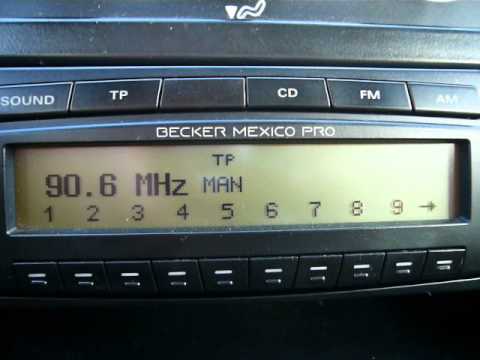 SOUND TP CD FM AM
BECKER MEXICO PRO
TP
90.6 MHz MAN
1 2 3 4 5 6 7 8 9 →